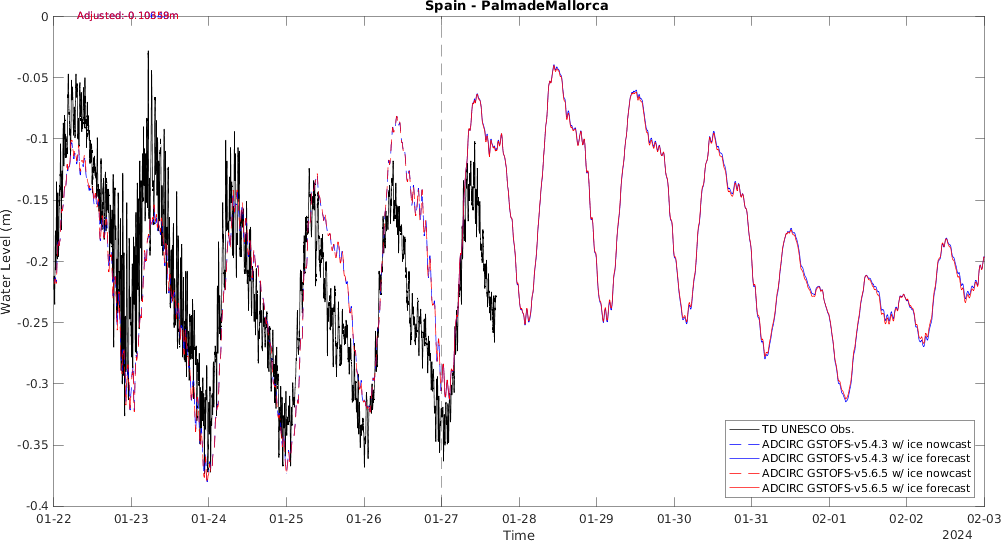 Spain - PalmadeMallorca
Adjusted:
0
-0.05
-0.1
-0.15
-0.2
-0.25
-0.3
-0.35
-0.4
Water Level (m)
TD UNESCO Obs.
ADCIRC GSTOFS-v5.4.3 w/ ice nowcast
ADCIRC GSTOFS-v5.4.3 w/ ice forecast
ADCIRC GSTOFS-v5.6.5 w/ ice nowcast
ADCIRC GSTOFS-v5.6.5 w/ ice forecast
01-22 01-23 01-24 01-25 01-26 01-27 01-28 01-29 01-30 01-31 02-01 02-02 02-03
Time
2024